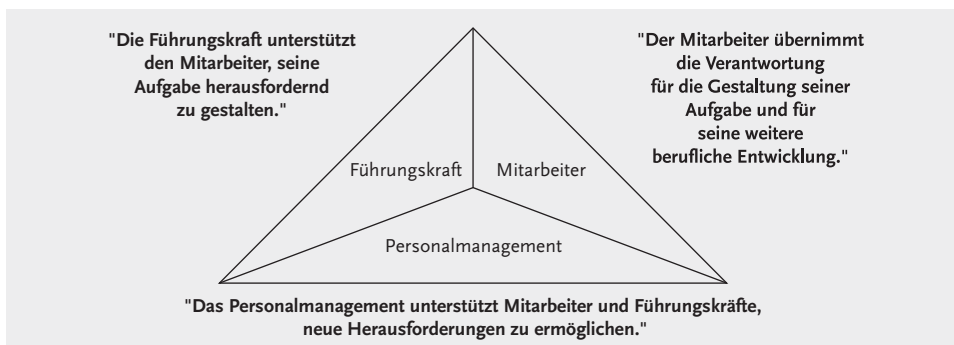 "Die Führungskraft unterstützt
den Mitarbeiter, seine
Aufgabe herausfordernd
zu gestalten."
"Der Mitarbeiter übernimmt
die Verantwortung
für die Gestaltung seiner
Aufgabe und für
seine weitere
berufliche Entwicklung."
Führungskraft
Mitarbeiter
Personalmanagement
"Das Personalmanagement unterstützt Mitarbeiter und Führungskräfte,
neue Herausforderungen zu ermöglichen."